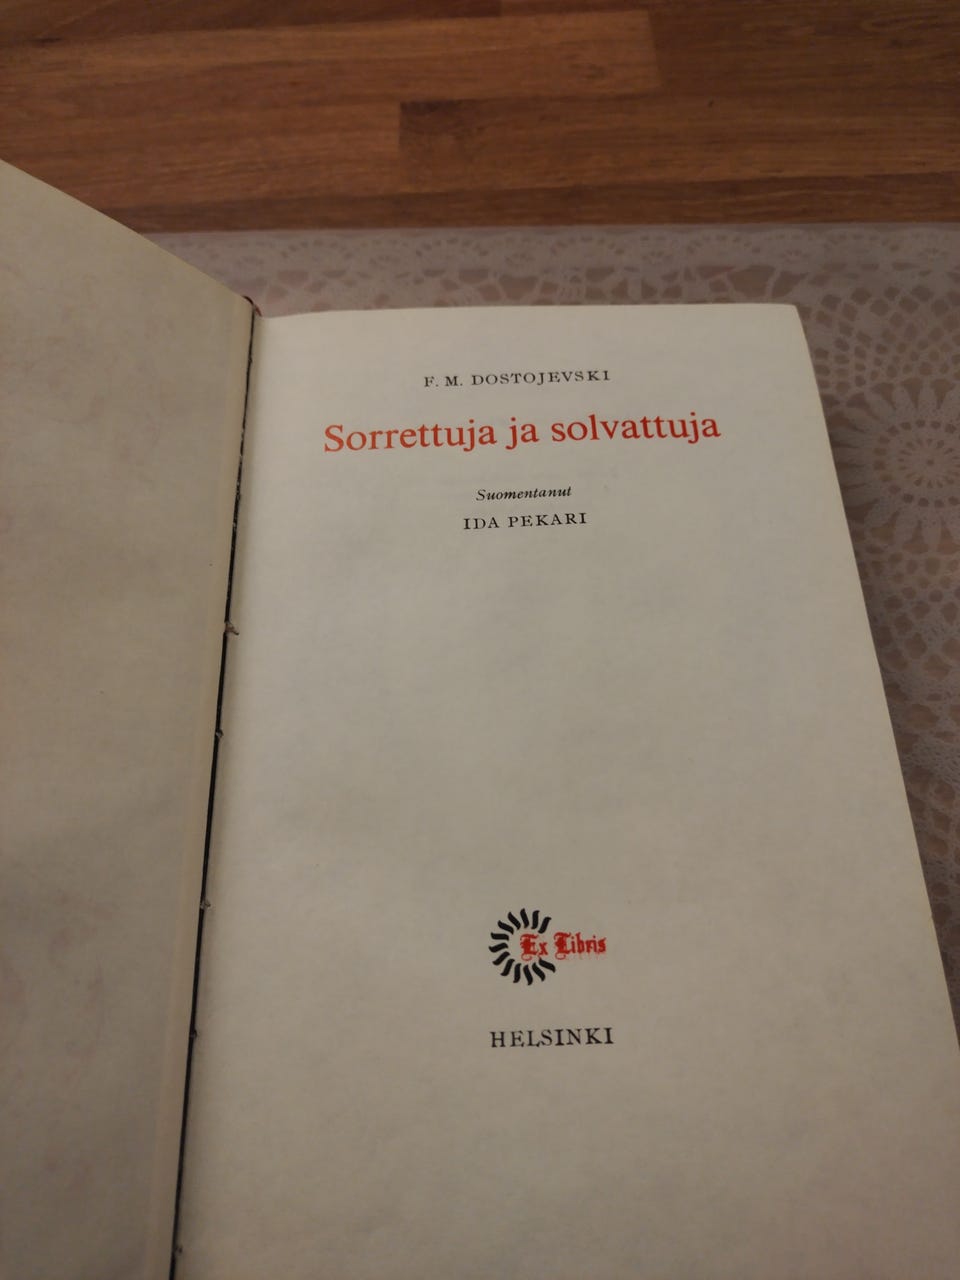 F. M. DOSTOJEVSKI
Sorrettuja ja solvattuja
Suomentanut
IDA PEKARI
Ex Libris
HELSINKI